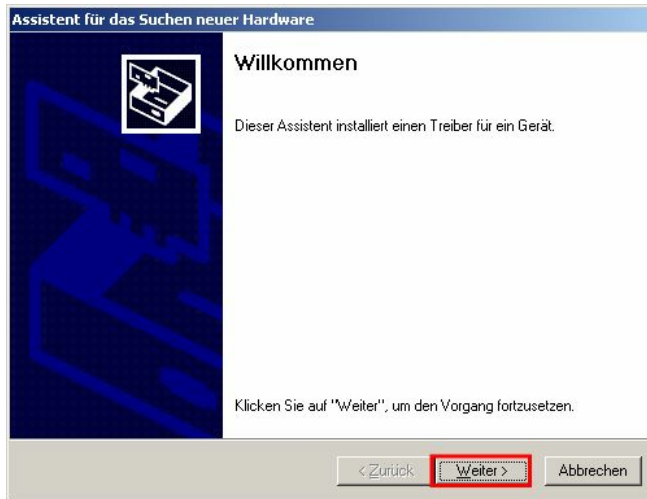 Assistent für das Suchen neuer Hardware
Willkommen
Dieser Assistent installiert einen Treiber für ein Gerät.
Klicken Sie auf "Weiter", um den Vorgang fortzusetzen.
< Zurück Weiter > Abbrechen